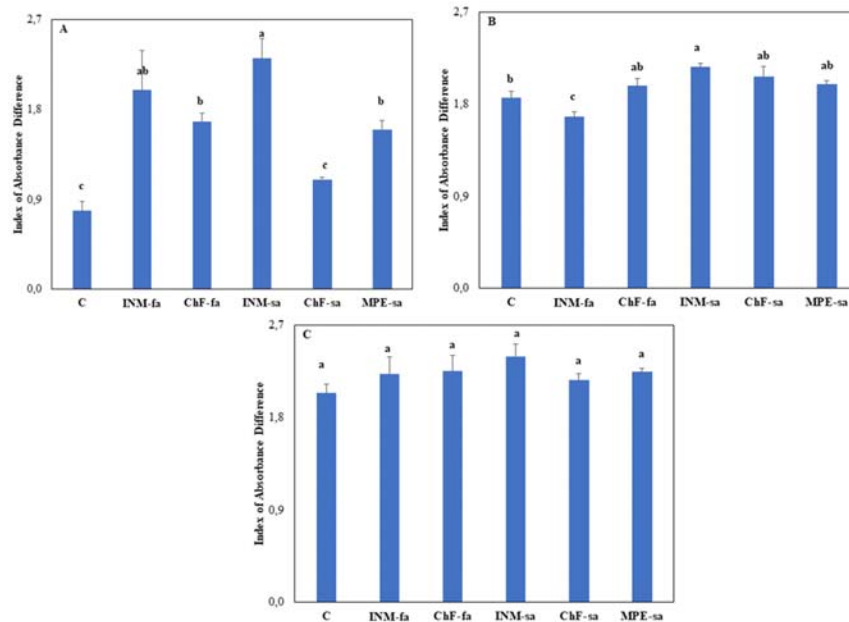 A
Index of Absorbance Difference
2,7
1,8
0,9
0,0
c
ab
b
a
c
b
C INM-fa ChF-fa INM-sa ChF-sa MPE-sa
B
Index of Absorbance Difference
2,7
1,8
0,9
0,0
b
c
ab
a
ab
ab
C INM-fa ChF-fa INM-sa ChF-sa MPE-sa
C
Index of Absorbance Difference
2,7
1,8
0,9
0,0
a
a
a
a
a
a
C INM-fa ChF-fa INM-sa ChF-sa MPE-sa